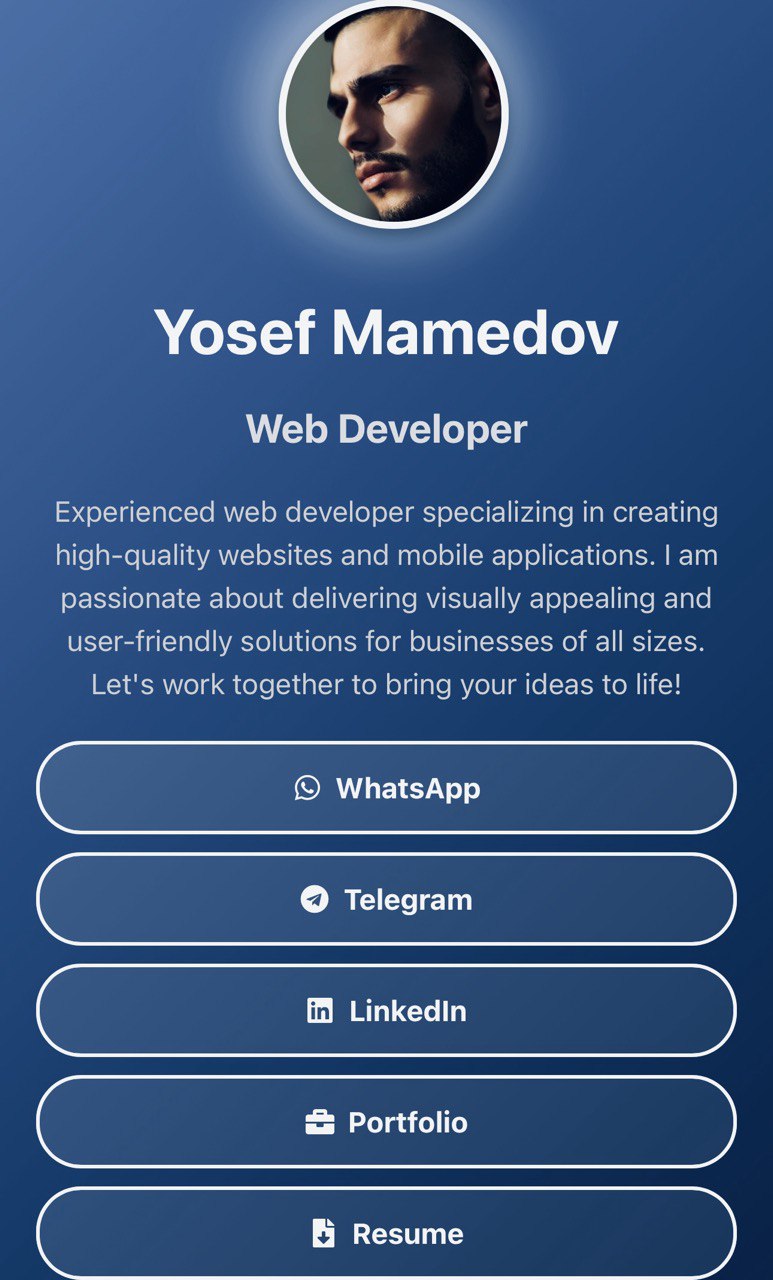 Yosef Mamedov
Web Developer
Experienced web developer specializing in creating
high-quality websites and mobile applications. I am
passionate about delivering visually appealing and
user-friendly solutions for businesses of all sizes.
Let's work together to bring your ideas to life!
WhatsApp
Telegram
LinkedIn
Portfolio
Resume